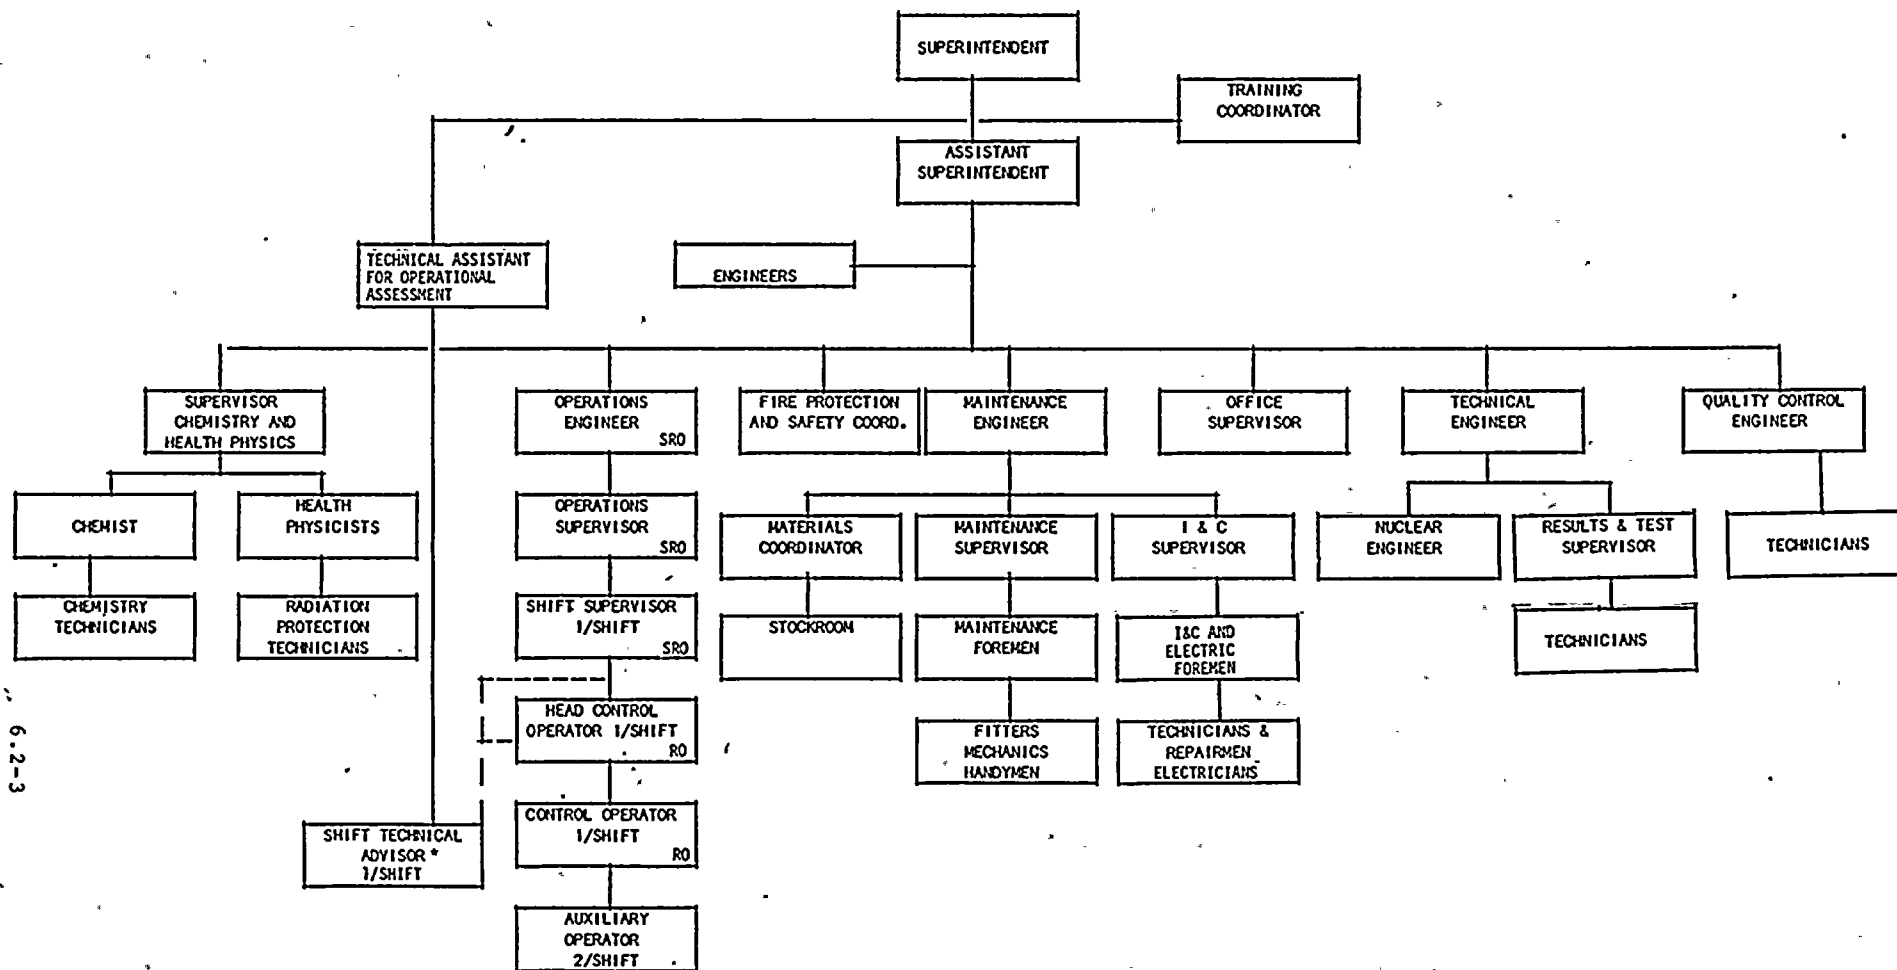 SUPERINTENDENT
TRAINING
COORDINATOR
ASSISTANT
SUPERINTENDENT
TECHNICAL ASSISTANT
FOR OPERATIONAL
ASSESSMENT
ENGINEERS
SUPERVISOR
CHEMISTRY AND
HEALTH PHYSICS
OPERATIONS
ENGINEER
SRO
FIRE PROTECTION
AND SAFETY COORD.
MAINTENANCE
ENGINEER
OFFICE
SUPERVISOR
TECHNICAL
ENGINEER
QUALITY CONTROL
ENGINEER
CHEMIST
HEALTH
PHYSICISTS
OPERATIONS
SUPERVISOR
SRO
MATERIALS
COORDINATOR
MAINTENANCE
SUPERVISOR
I & C
SUPERVISOR
NUCLEAR
ENGINEER
RESULTS & TEST
SUPERVISOR
TECHNICIANS
CHEMISTRY
TECHNICIANS
RADIATION
PROTECTION
TECHNICIANS
SHIFT SUPERVISOR
1/SHIFT
SRO
STOCKROOM
MAINTENANCE
FOREMEN
I&C AND
ELECTRIC
FOREMEN
TECHNICIANS
HEAD CONTROL
OPERATOR 1/SHIFT
RO
FITTERS
MECHANICS
HANDYMEN
TECHNICIANS &
REPAIRMEN
ELECTRICIANS
SHIFT TECHNICAL
ADVISOR *
1/SHIFT
CONTROL OPERATOR
1/SHIFT
RO
AUXILIARY
OPERATOR
2/SHIFT
6.2-3